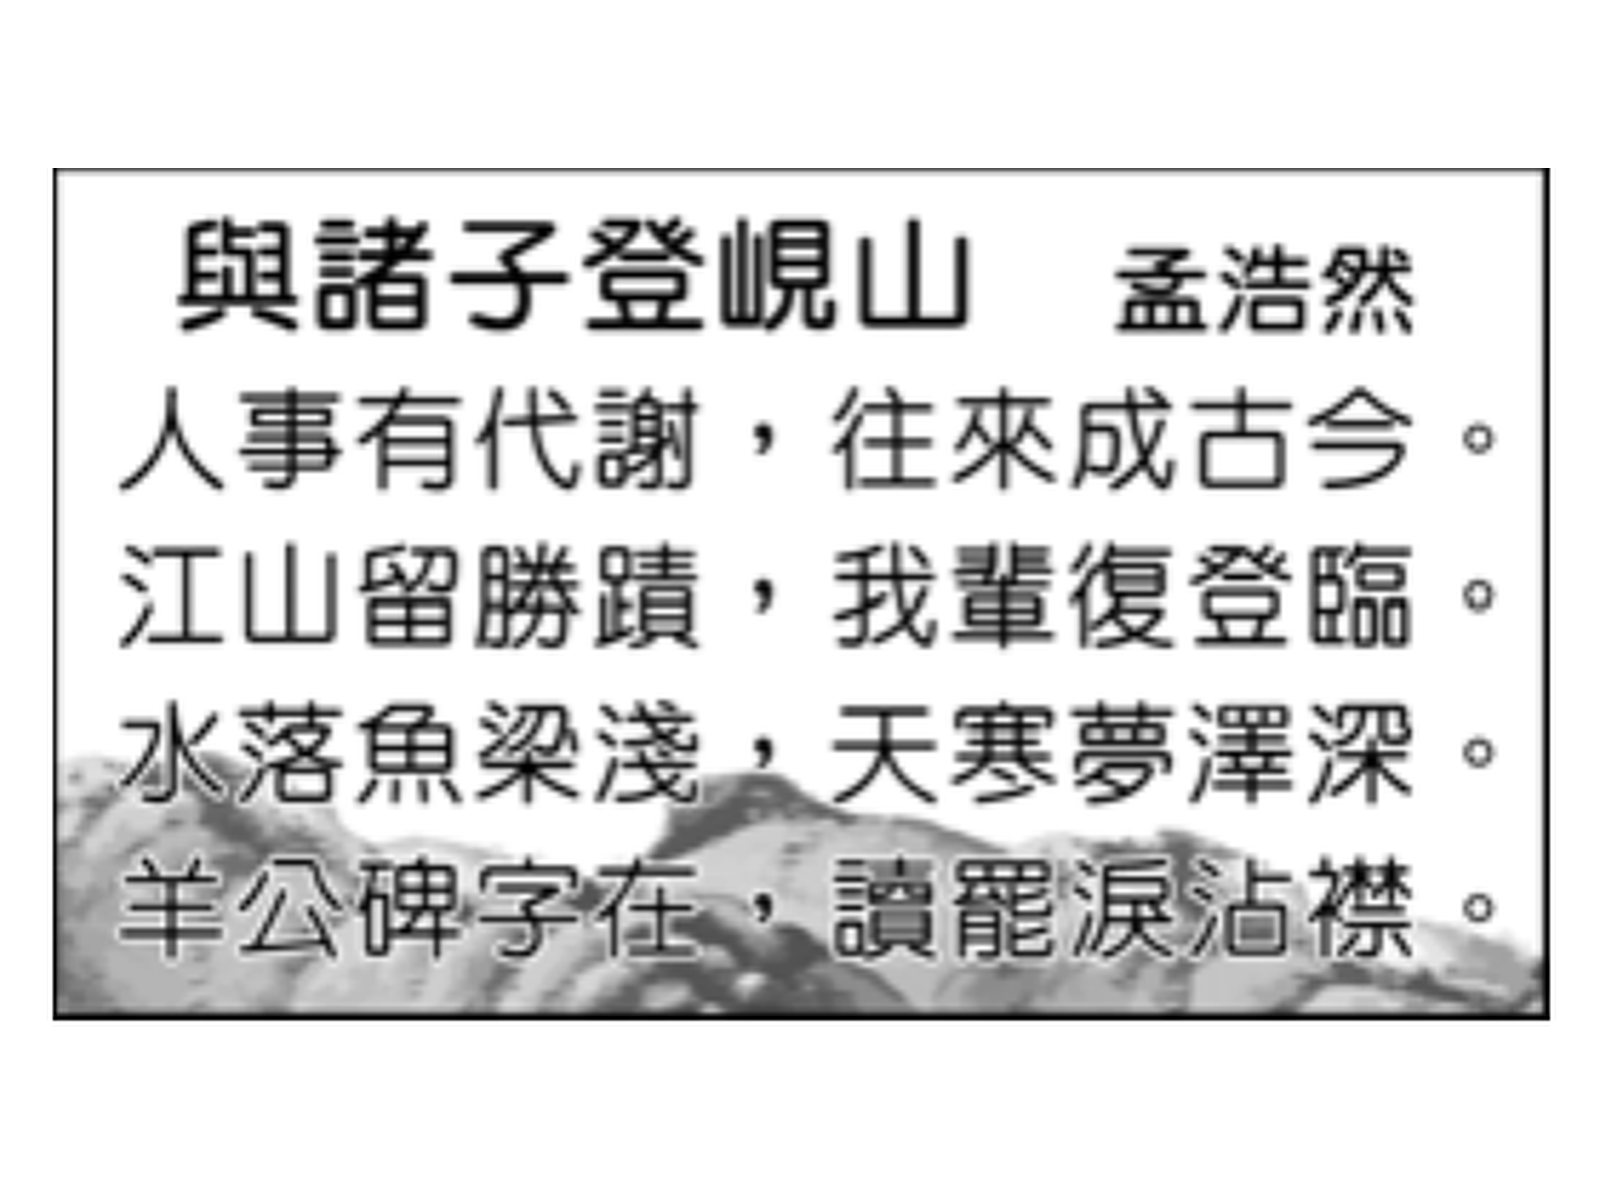 與諸子登峴山 孟浩然
人事有代謝，往來成古今。
江山留勝蹟，我輩復登臨。
水落魚梁淺，天寒夢澤深。
羊公碑字在，讀罷淚沾襟。